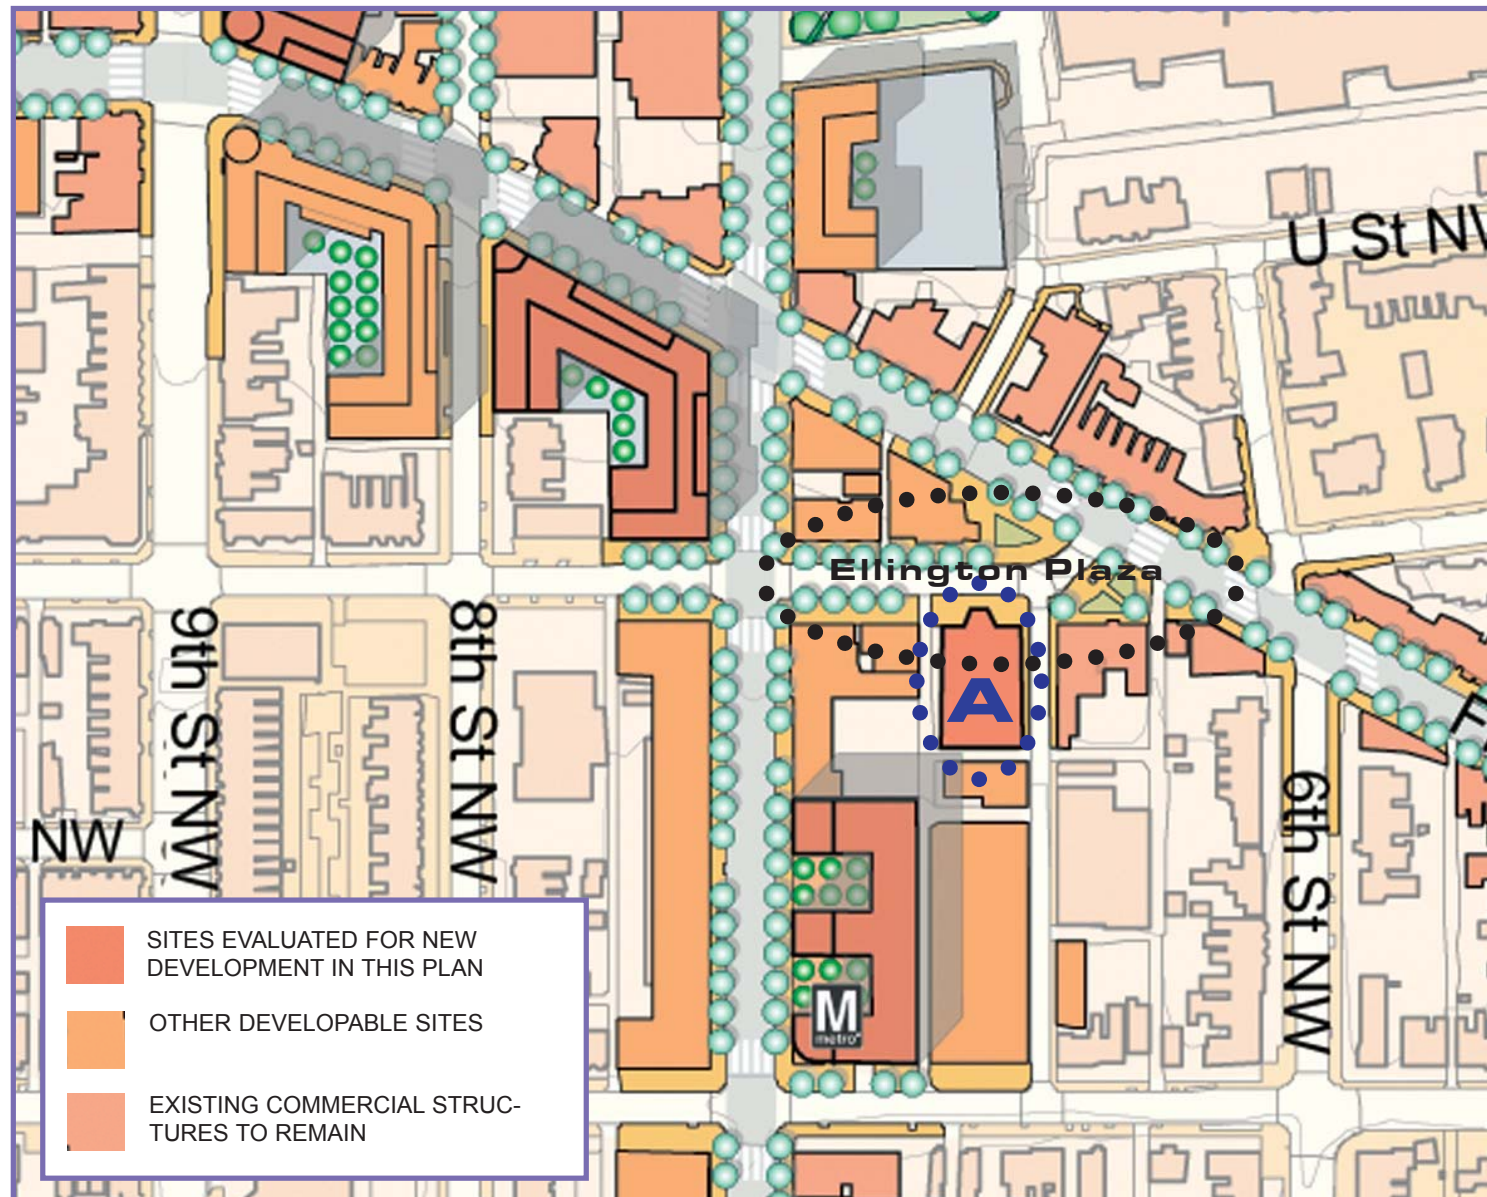 U St NW
Ellington Plaza
A
9th St NW
8th St NW
6th St NW
NW
M
metro
SITES EVALUATED FOR NEW
DEVELOPMENT IN THIS PLAN
OTHER DEVELOPABLE SITES
EXISTING COMMERCIAL STRUC-
TURES TO REMAIN